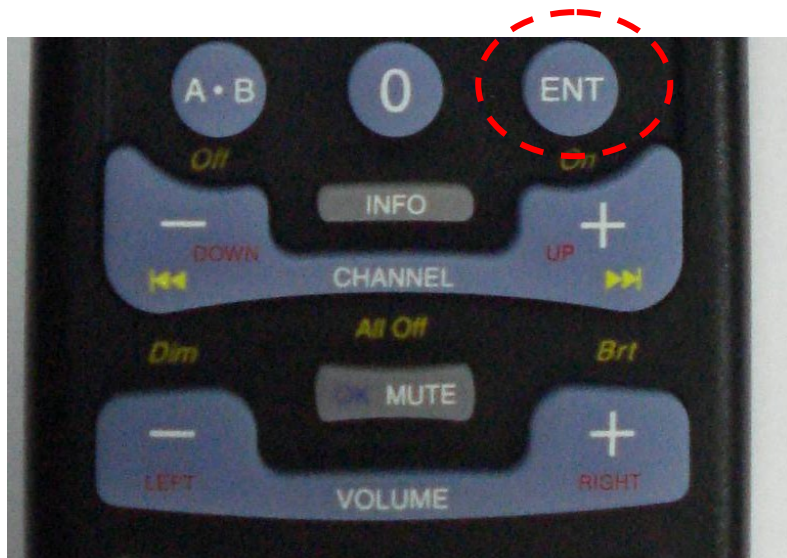 A • B 0 ENT
Off On
INFO
− +
DOWN UP
CHANNEL
All Off
Dim Brt
OK MUTE
− +
LEFT RIGHT
VOLUME